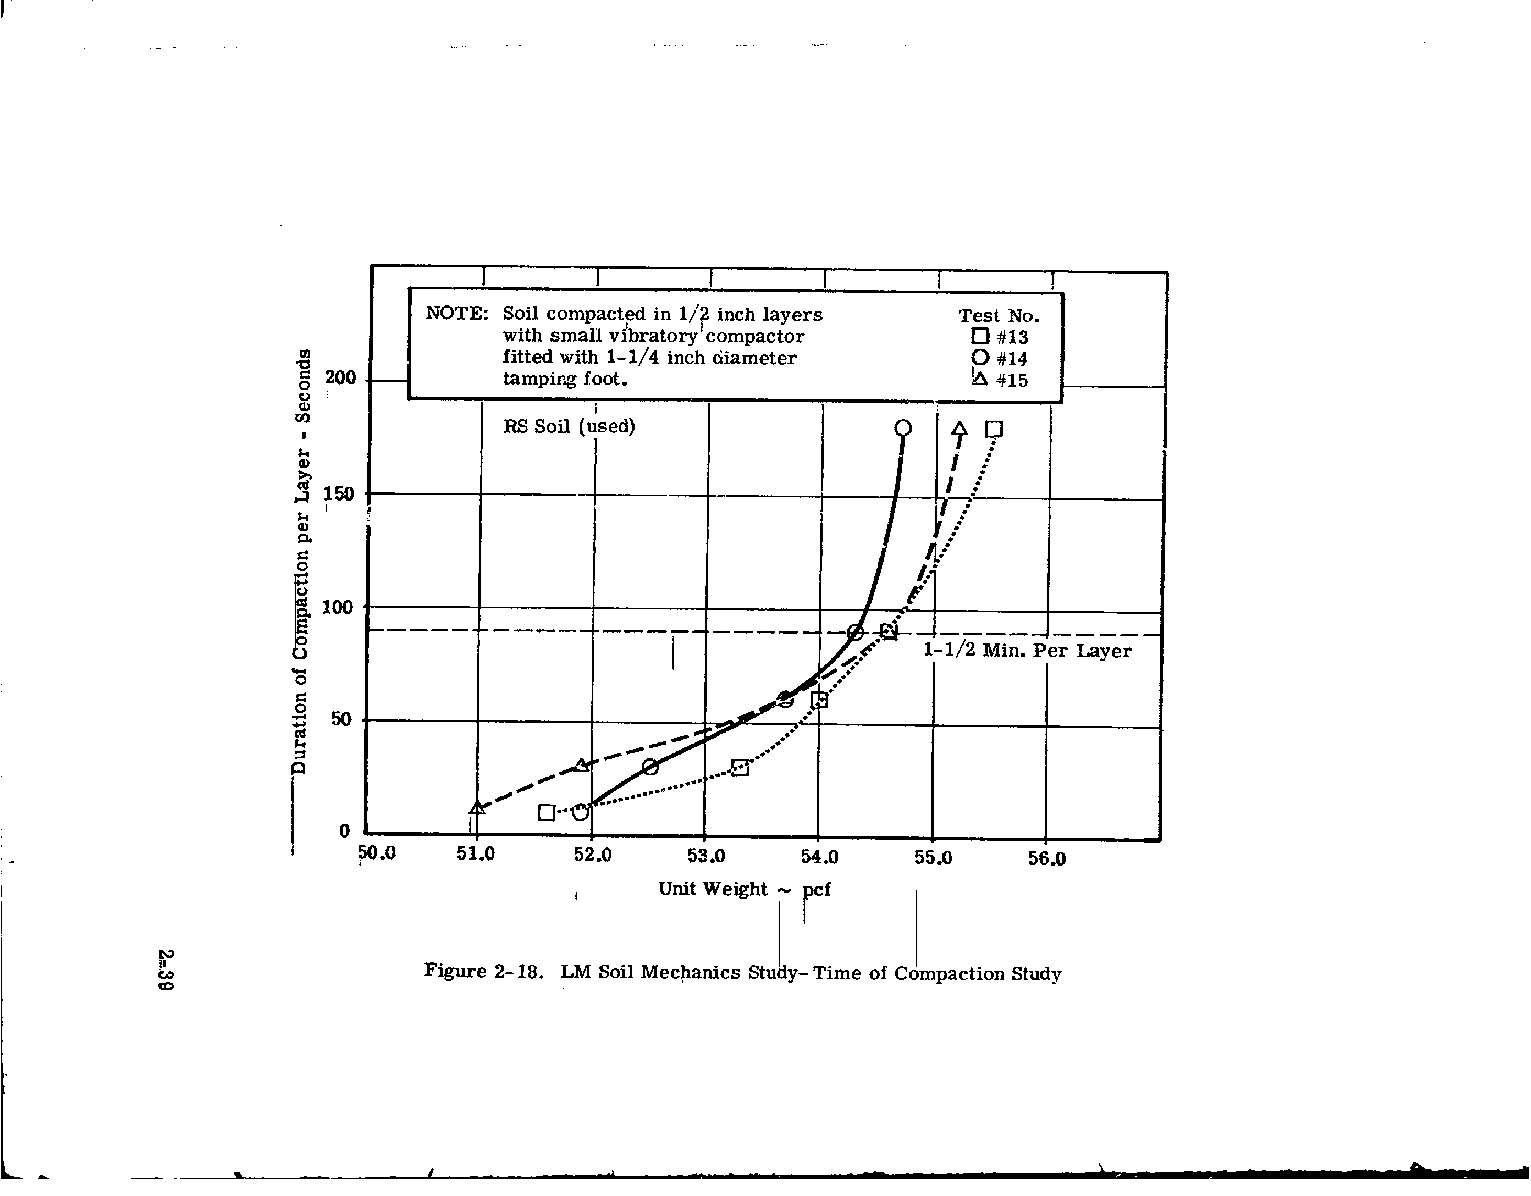 NOTE: Soil compacted in 1/2 inch layers
with small vibratory compactor
fitted with 1-1/4 inch diameter
tamping foot.
Test No.
#13
#14
#15
RS Soil (used)
Duration of Compaction per Layer - Seconds
200
150
100
50
0
1-1/2 Min. Per Layer
50.0 51.0 52.0 53.0 54.0 55.0 56.0
Unit Weight ~ pcf
Figure 2-18. LM Soil Mechanics Study-Time of Compaction Study
2-39